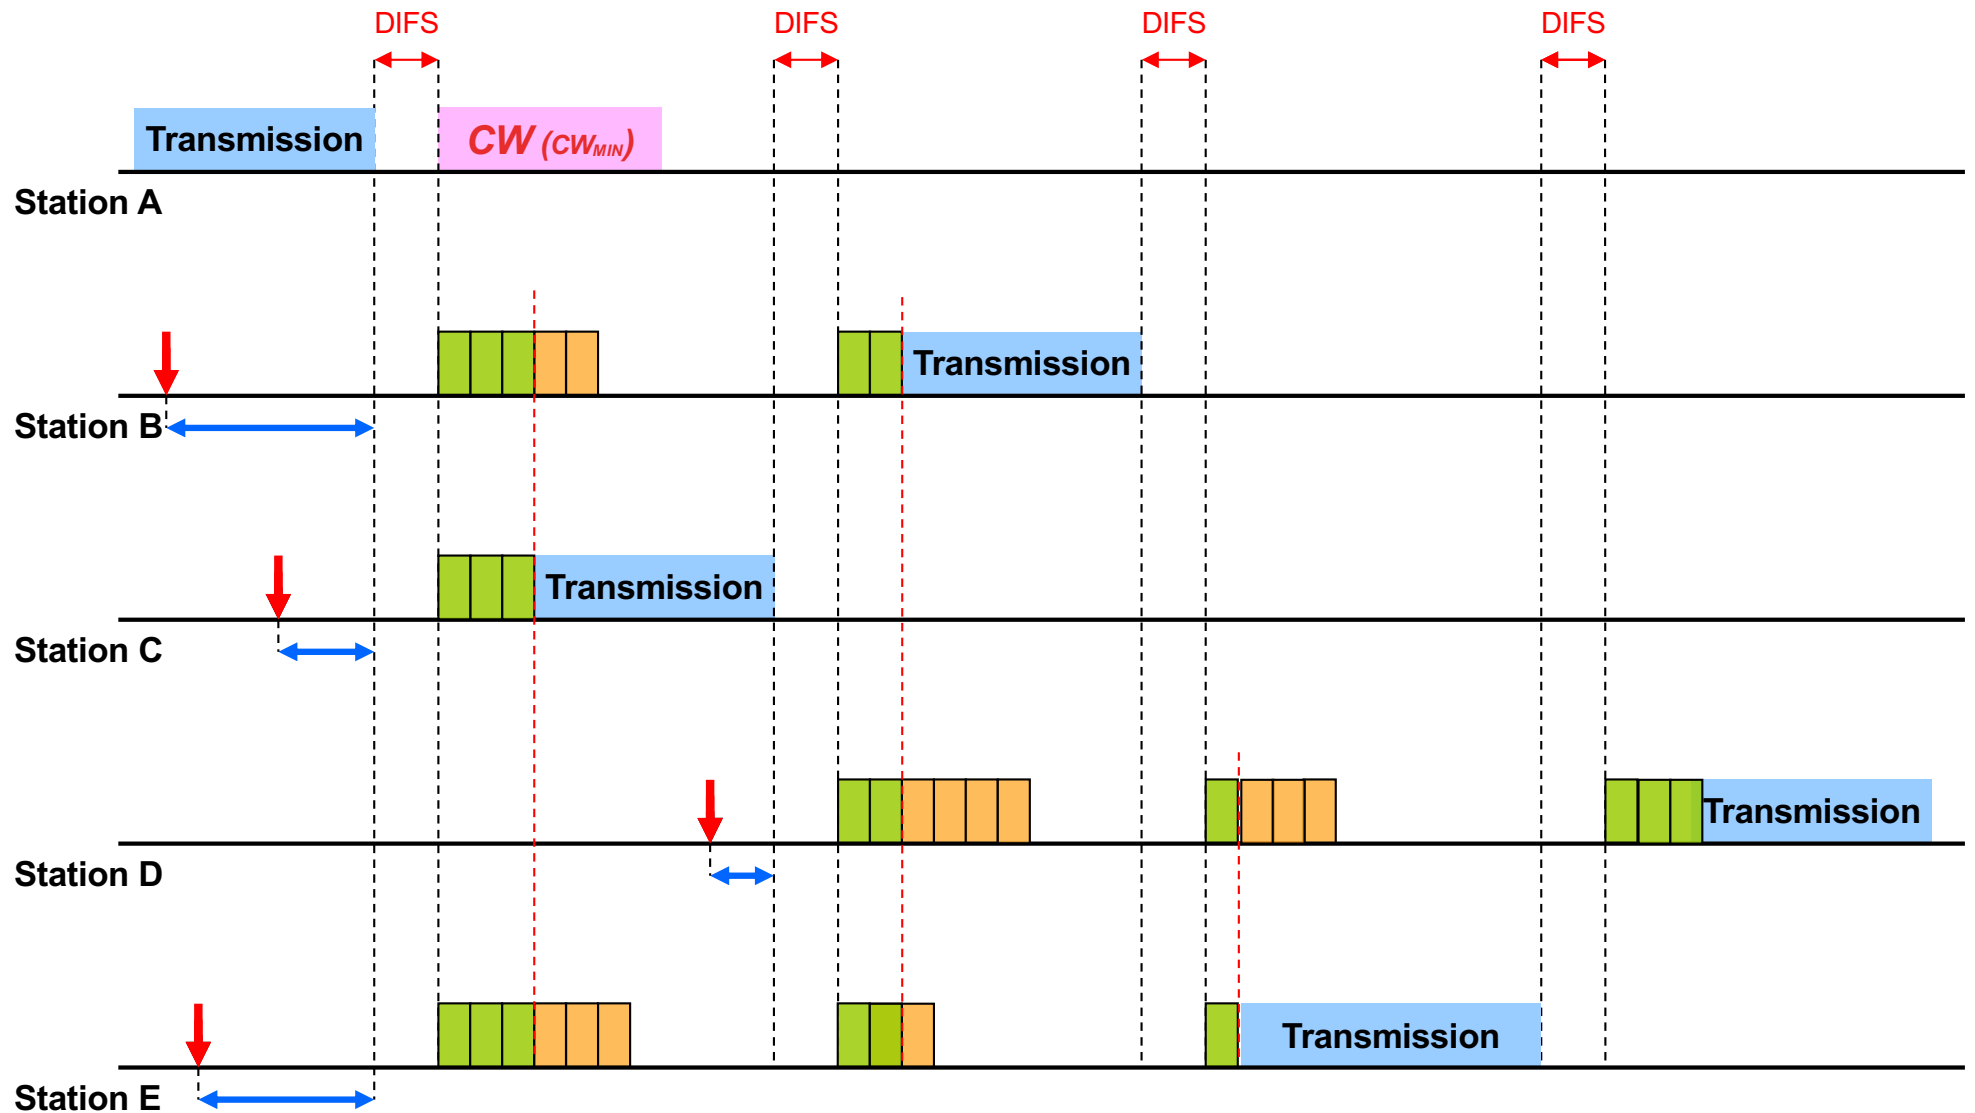 DIFS DIFS DIFS DIFS
Transmission CW (CWMIN)
Station A
Transmission
Station B
Transmission
Station C
Transmission
Station D
Transmission
Station E